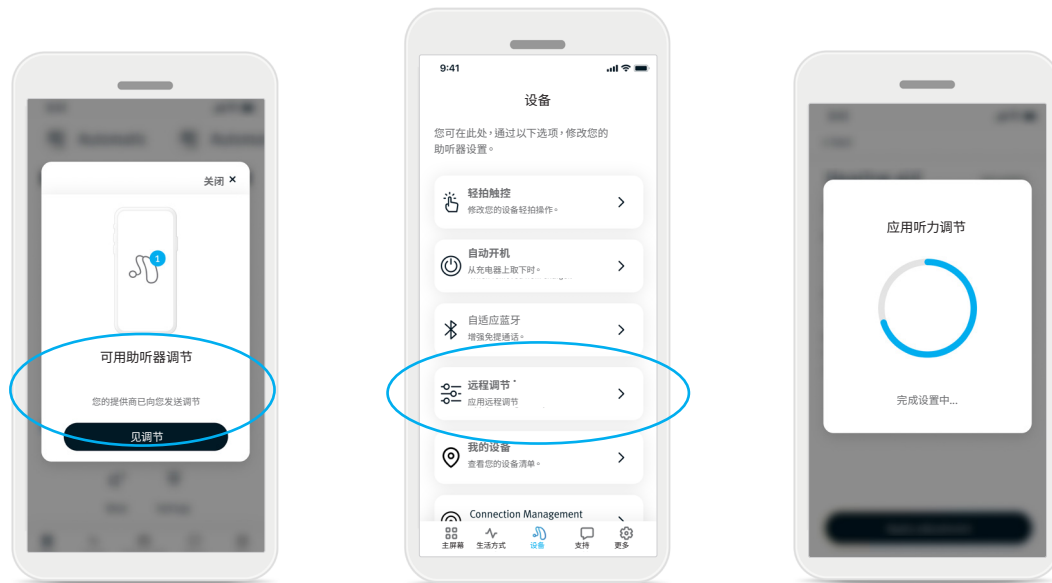 关闭 ×
1
可用助听器调节
您的提供商已向您发送调节
见调节
9:41
设备
您可在此处，通过以下选项，修改您的
助听器设置。
轻拍触控
修改您的设备轻拍操作。
自动开机
从充电器上取下时。
自适应蓝牙
增强免提通话。
远程调节 *
应用远程调节
我的设备
查看您的设备清单。
Connection Management
主屏幕 生活方式 设备 支持 更多
应用听力调节
完成设置中...